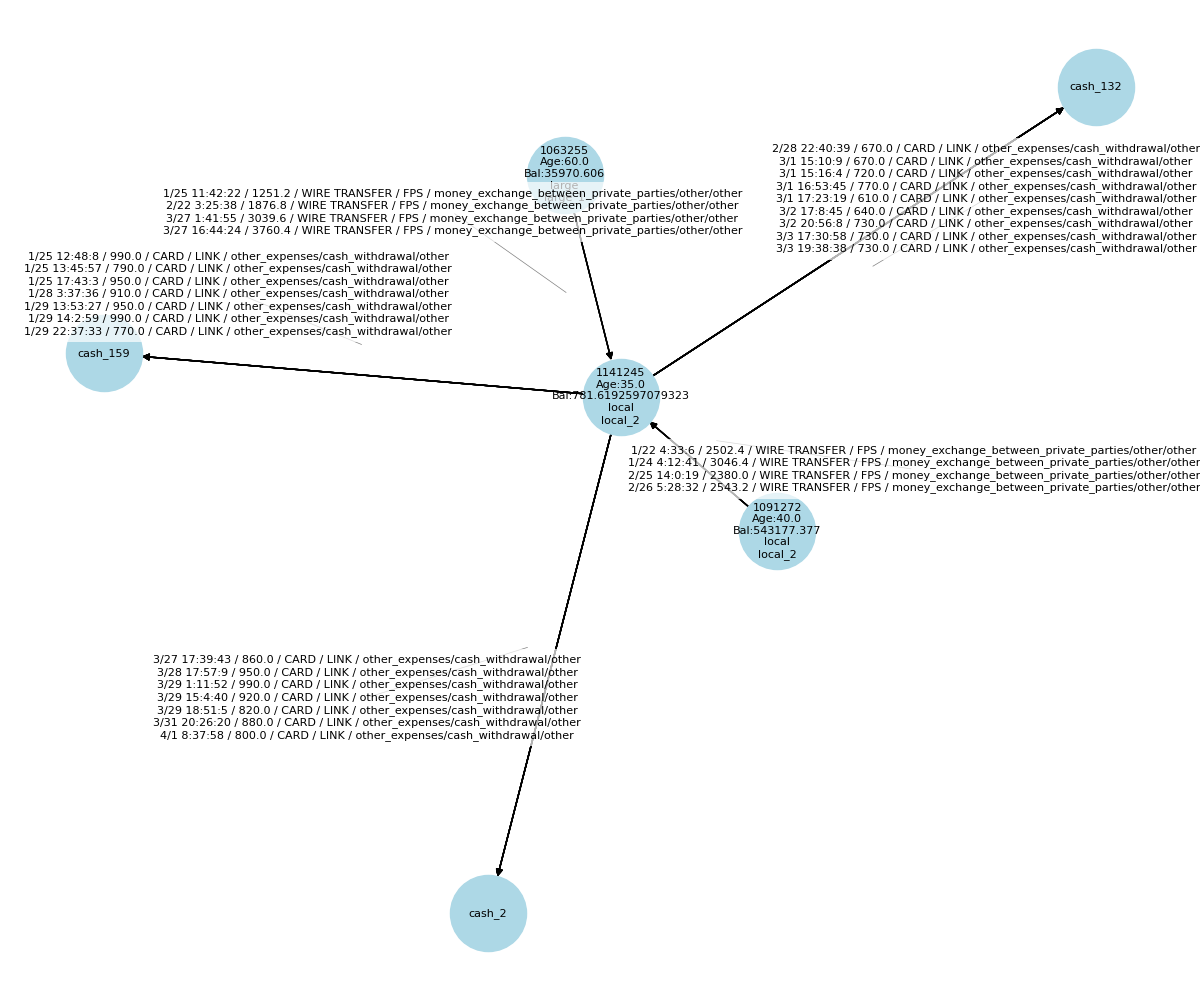 cash_132
2/28 22:40:39 / 670.0 / CARD / LINK / other_expenses/cash_withdrawal/other
3/1 15:10:9 / 670.0 / CARD / LINK / other_expenses/cash_withdrawal/other
3/1 15:16:4 / 720.0 / CARD / LINK / other_expenses/cash_withdrawal/other
3/1 16:53:45 / 770.0 / CARD / LINK / other_expenses/cash_withdrawal/other
3/1 17:23:19 / 610.0 / CARD / LINK / other_expenses/cash_withdrawal/other
3/2 17:8:45 / 640.0 / CARD / LINK / other_expenses/cash_withdrawal/other
3/2 20:56:8 / 730.0 / CARD / LINK / other_expenses/cash_withdrawal/other
3/3 17:30:58 / 730.0 / CARD / LINK / other_expenses/cash_withdrawal/other
3/3 19:38:38 / 730.0 / CARD / LINK / other_expenses/cash_withdrawal/other
1063255
Age:60.0
Bal:35970.606
large
1/25 11:42:22 / 1251.2 / WIRE TRANSFER / FPS / money_exchange_between_private_parties/other/other
2/22 3:25:38 / 1876.8 / WIRE TRANSFER / FPS / money_exchange_between_private_parties/other/other
3/27 1:41:55 / 3039.6 / WIRE TRANSFER / FPS / money_exchange_between_private_parties/other/other
3/27 16:44:24 / 3760.4 / WIRE TRANSFER / FPS / money_exchange_between_private_parties/other/other
1/25 12:48:8 / 990.0 / CARD / LINK / other_expenses/cash_withdrawal/other
1/25 13:45:57 / 790.0 / CARD / LINK / other_expenses/cash_withdrawal/other
1/25 17:43:3 / 950.0 / CARD / LINK / other_expenses/cash_withdrawal/other
1/28 3:37:36 / 910.0 / CARD / LINK / other_expenses/cash_withdrawal/other
1/29 13:53:27 / 950.0 / CARD / LINK / other_expenses/cash_withdrawal/other
1/29 14:2:59 / 990.0 / CARD / LINK / other_expenses/cash_withdrawal/other
1/29 22:37:33 / 770.0 / CARD / LINK / other_expenses/cash_withdrawal/other
cash_159
1141245
Age:35.0
Bal:781.6192597079323
local
local_2
1/22 4:33:6 / 2502.4 / WIRE TRANSFER / FPS / money_exchange_between_private_parties/other/other
1/24 4:12:41 / 3046.4 / WIRE TRANSFER / FPS / money_exchange_between_private_parties/other/other
2/25 14:0:19 / 2380.0 / WIRE TRANSFER / FPS / money_exchange_between_private_parties/other/other
2/26 5:28:32 / 2543.2 / WIRE TRANSFER / FPS / money_exchange_between_private_parties/other/other
1091272
Age:40.0
Bal:543177.377
local
local_2
3/27 17:39:43 / 860.0 / CARD / LINK / other_expenses/cash_withdrawal/other
3/28 17:57:9 / 950.0 / CARD / LINK / other_expenses/cash_withdrawal/other
3/29 1:11:52 / 990.0 / CARD / LINK / other_expenses/cash_withdrawal/other
3/29 15:4:40 / 920.0 / CARD / LINK / other_expenses/cash_withdrawal/other
3/29 18:51:5 / 820.0 / CARD / LINK / other_expenses/cash_withdrawal/other
3/31 20:26:20 / 880.0 / CARD / LINK / other_expenses/cash_withdrawal/other
4/1 8:37:58 / 800.0 / CARD / LINK / other_expenses/cash_withdrawal/other
cash_2